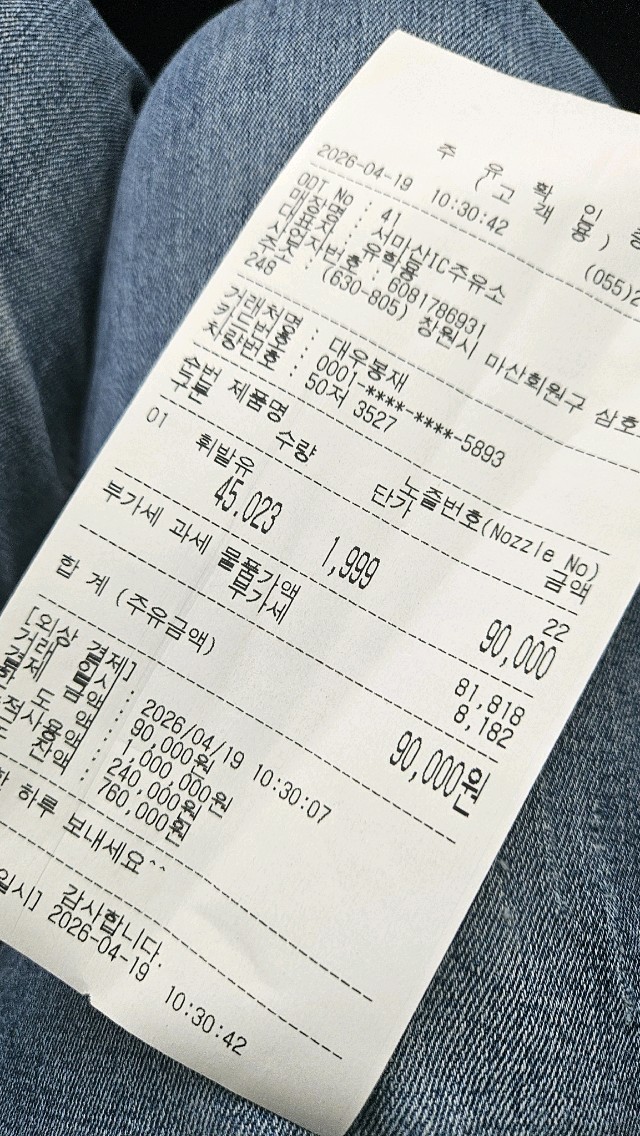 주 유 확 인
(고 객 용)
2026-04-19 10:30:42 (055)2
ODT No : 41
매장명 : 서마산IC주유소
대표자 : 유학용
사업자번호 : 6081786931
주소 : (630-805) 창원시 마산회원구 삼호
248
거래처명 : 대우봉재
카드번호 : 0001-****-****-5893
차량번호 : 50저 3527
순번 제품명 노즐번호(Nozzle No)
구분 수량 단가 금액
01 휘발유 22
45.023 1,999 90,000
부가세 과세 물품가액 81,818
부가세 8,182
합 계 (주유금액) 90,000원
[외상 결제]
거래 일시 : 2026/04/19 10:30:07
결제 금액 : 90,000원
도 액 : 1,000,000원
적사용액 : 240,000원
도 잔액 : 760,000원
하루 보내세요^^
감사합니다.
일시] 2026-04-19 10:30:42